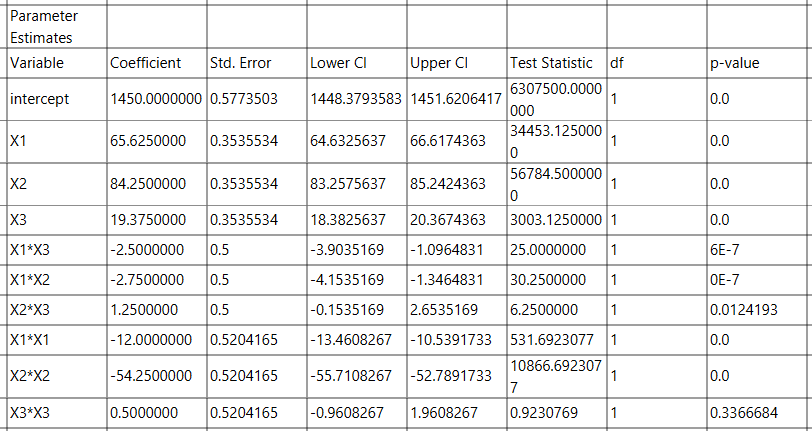 Parameter
Estimates
Variable Coefficient Std. Error Lower CI Upper CI Test Statistic df p-value
intercept 1450.0000000 0.5773503 1448.3793583 1451.6206417 6307500.0000
000 1 0.0
X1 65.6250000 0.3535534 64.6325637 66.6174363 34453.125000
0 1 0.0
X2 84.2500000 0.3535534 83.2575637 85.2424363 56784.500000
0 1 0.0
X3 19.3750000 0.3535534 18.3825637 20.3674363 3003.1250000 1 0.0
X1*X3 -2.5000000 0.5 -3.9035169 -1.0964831 25.0000000 1 6E-7
X1*X2 -2.7500000 0.5 -4.1535169 -1.3464831 30.2500000 1 0E-7
X2*X3 1.2500000 0.5 -0.1535169 2.6535169 6.2500000 1 0.0124193
X1*X1 -12.0000000 0.5204165 -13.4608267 -10.5391733 531.6923077 1 0.0
X2*X2 -54.2500000 0.5204165 -55.7108267 -52.7891733 10866.692307
7 1 0.0
X3*X3 0.5000000 0.5204165 -0.9608267 1.9608267 0.9230769 1 0.3366684